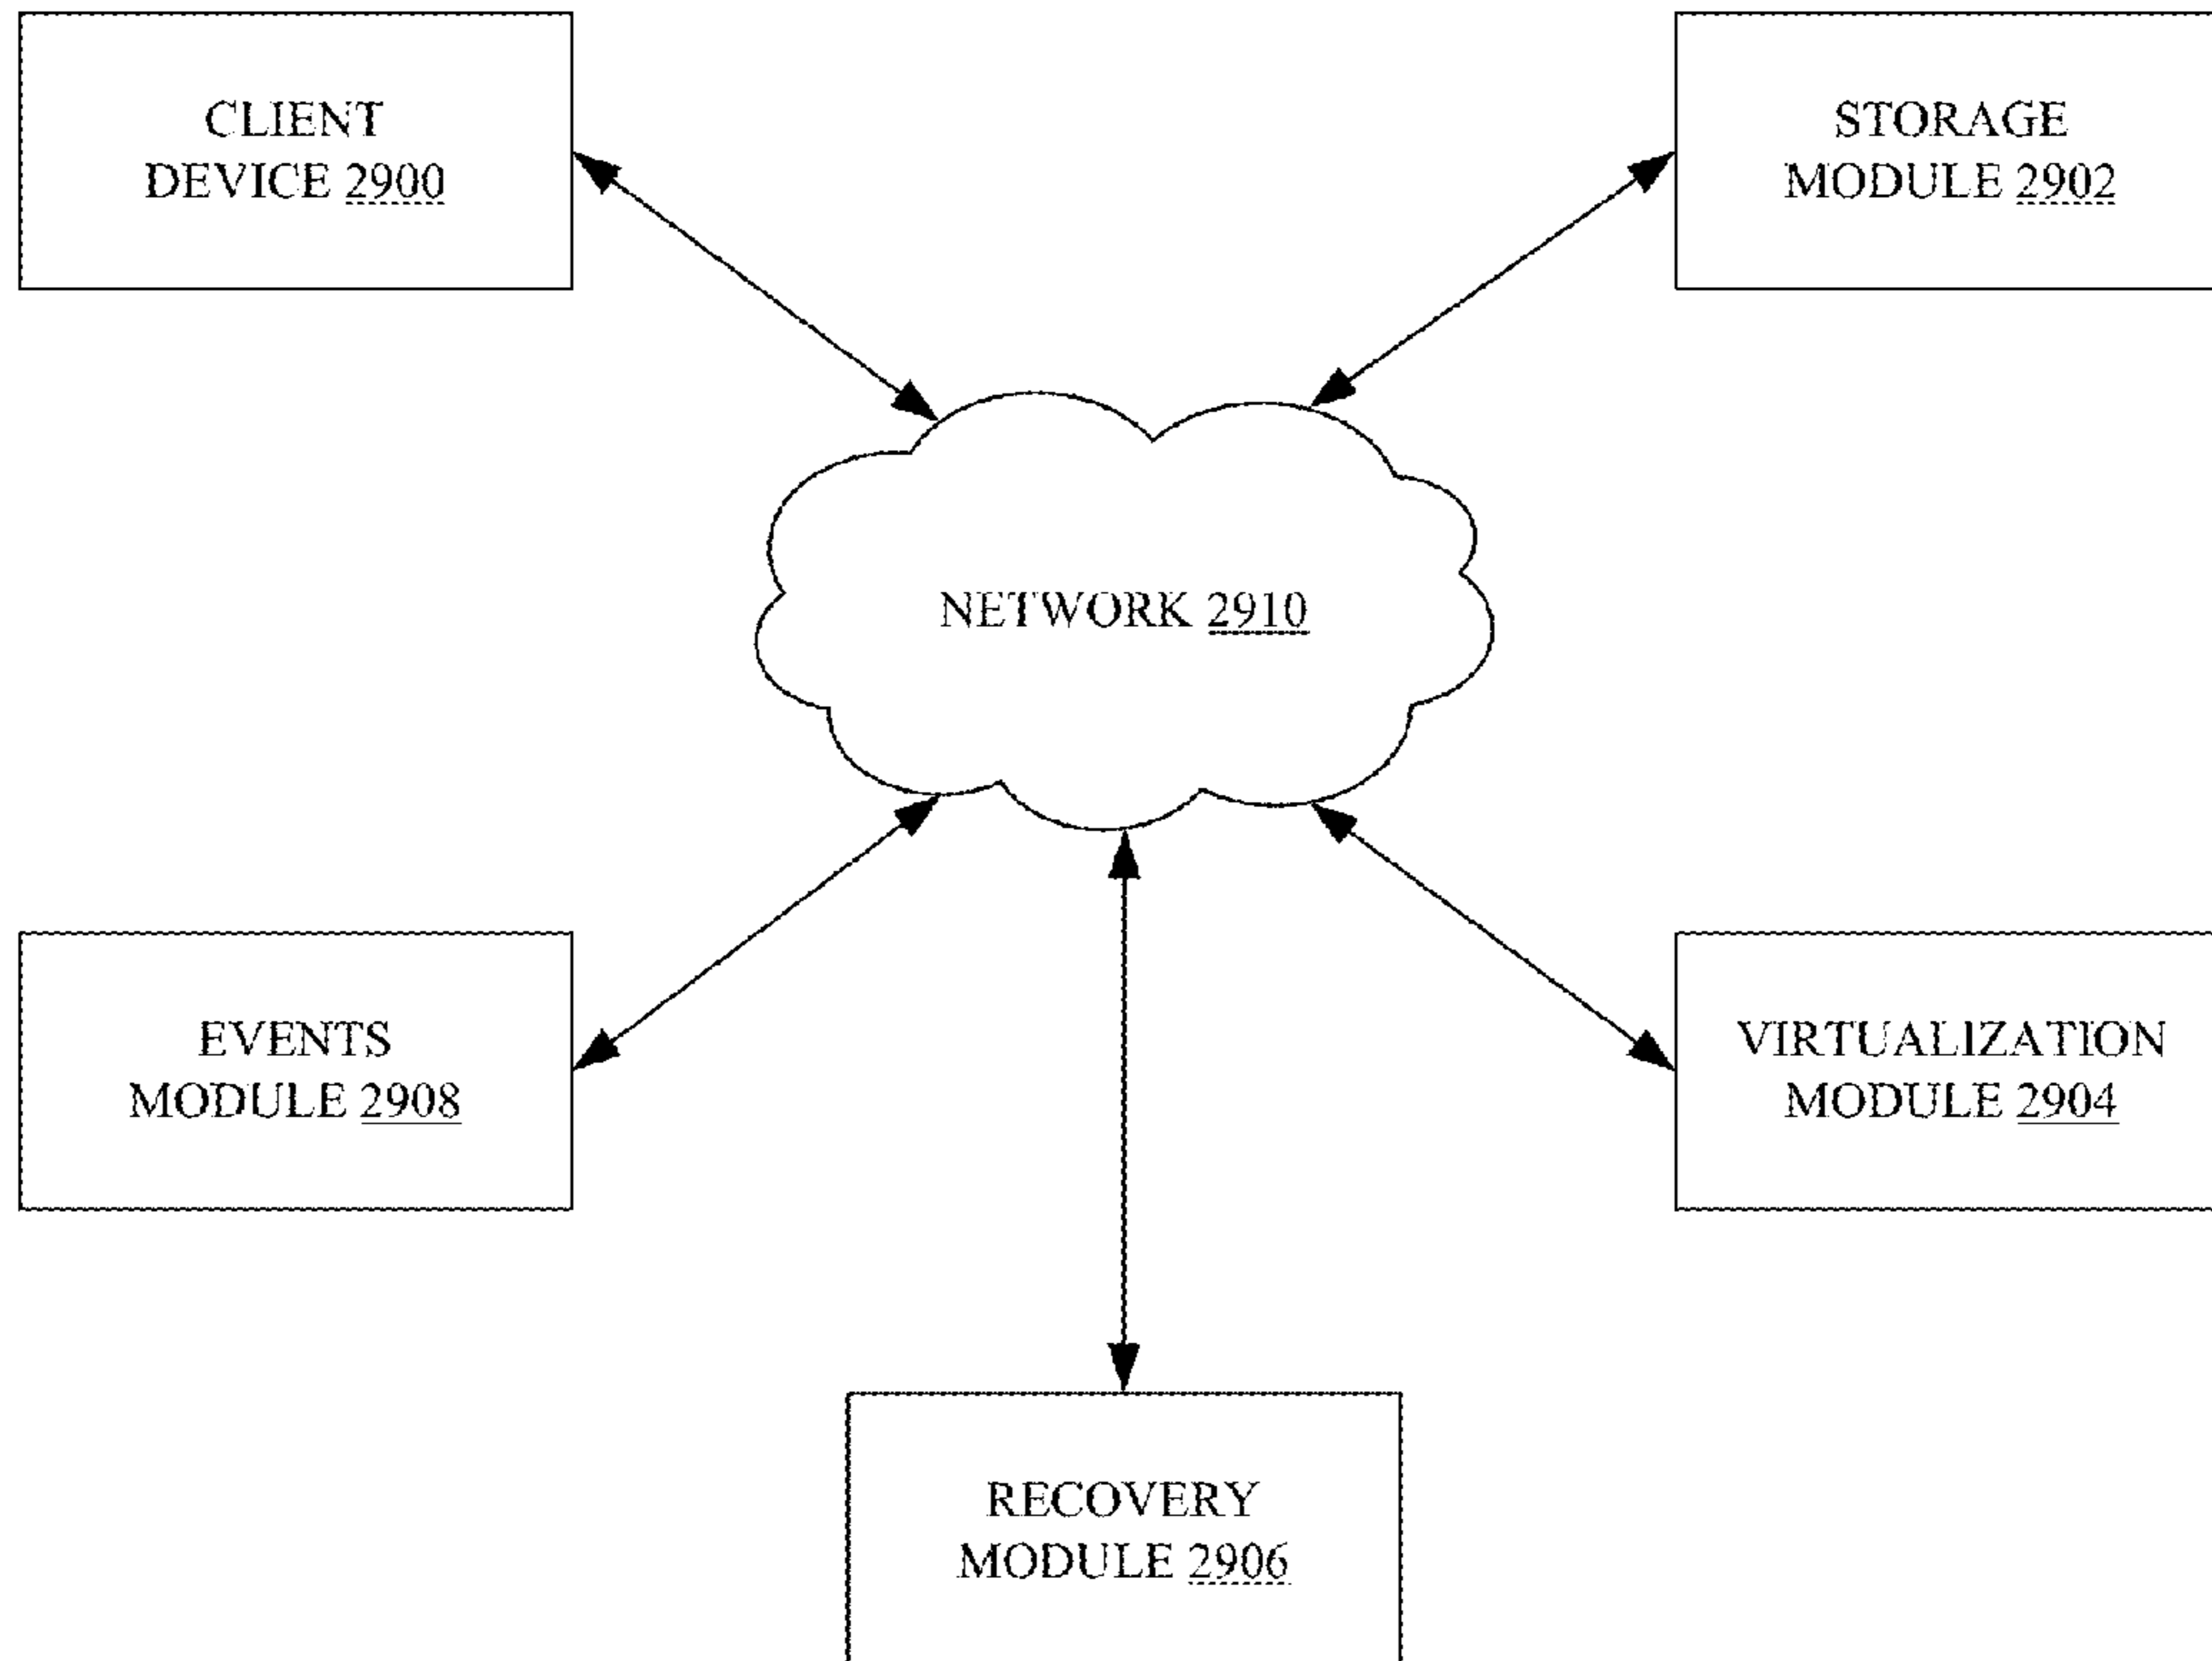 CLIENT
DEVICE 2900
STORAGE
MODULE 2902
NETWORK 2910
EVENTS
MODULE 2908
VIRTUALIZATION
MODULE 2904
RECOVERY
MODULE 2906